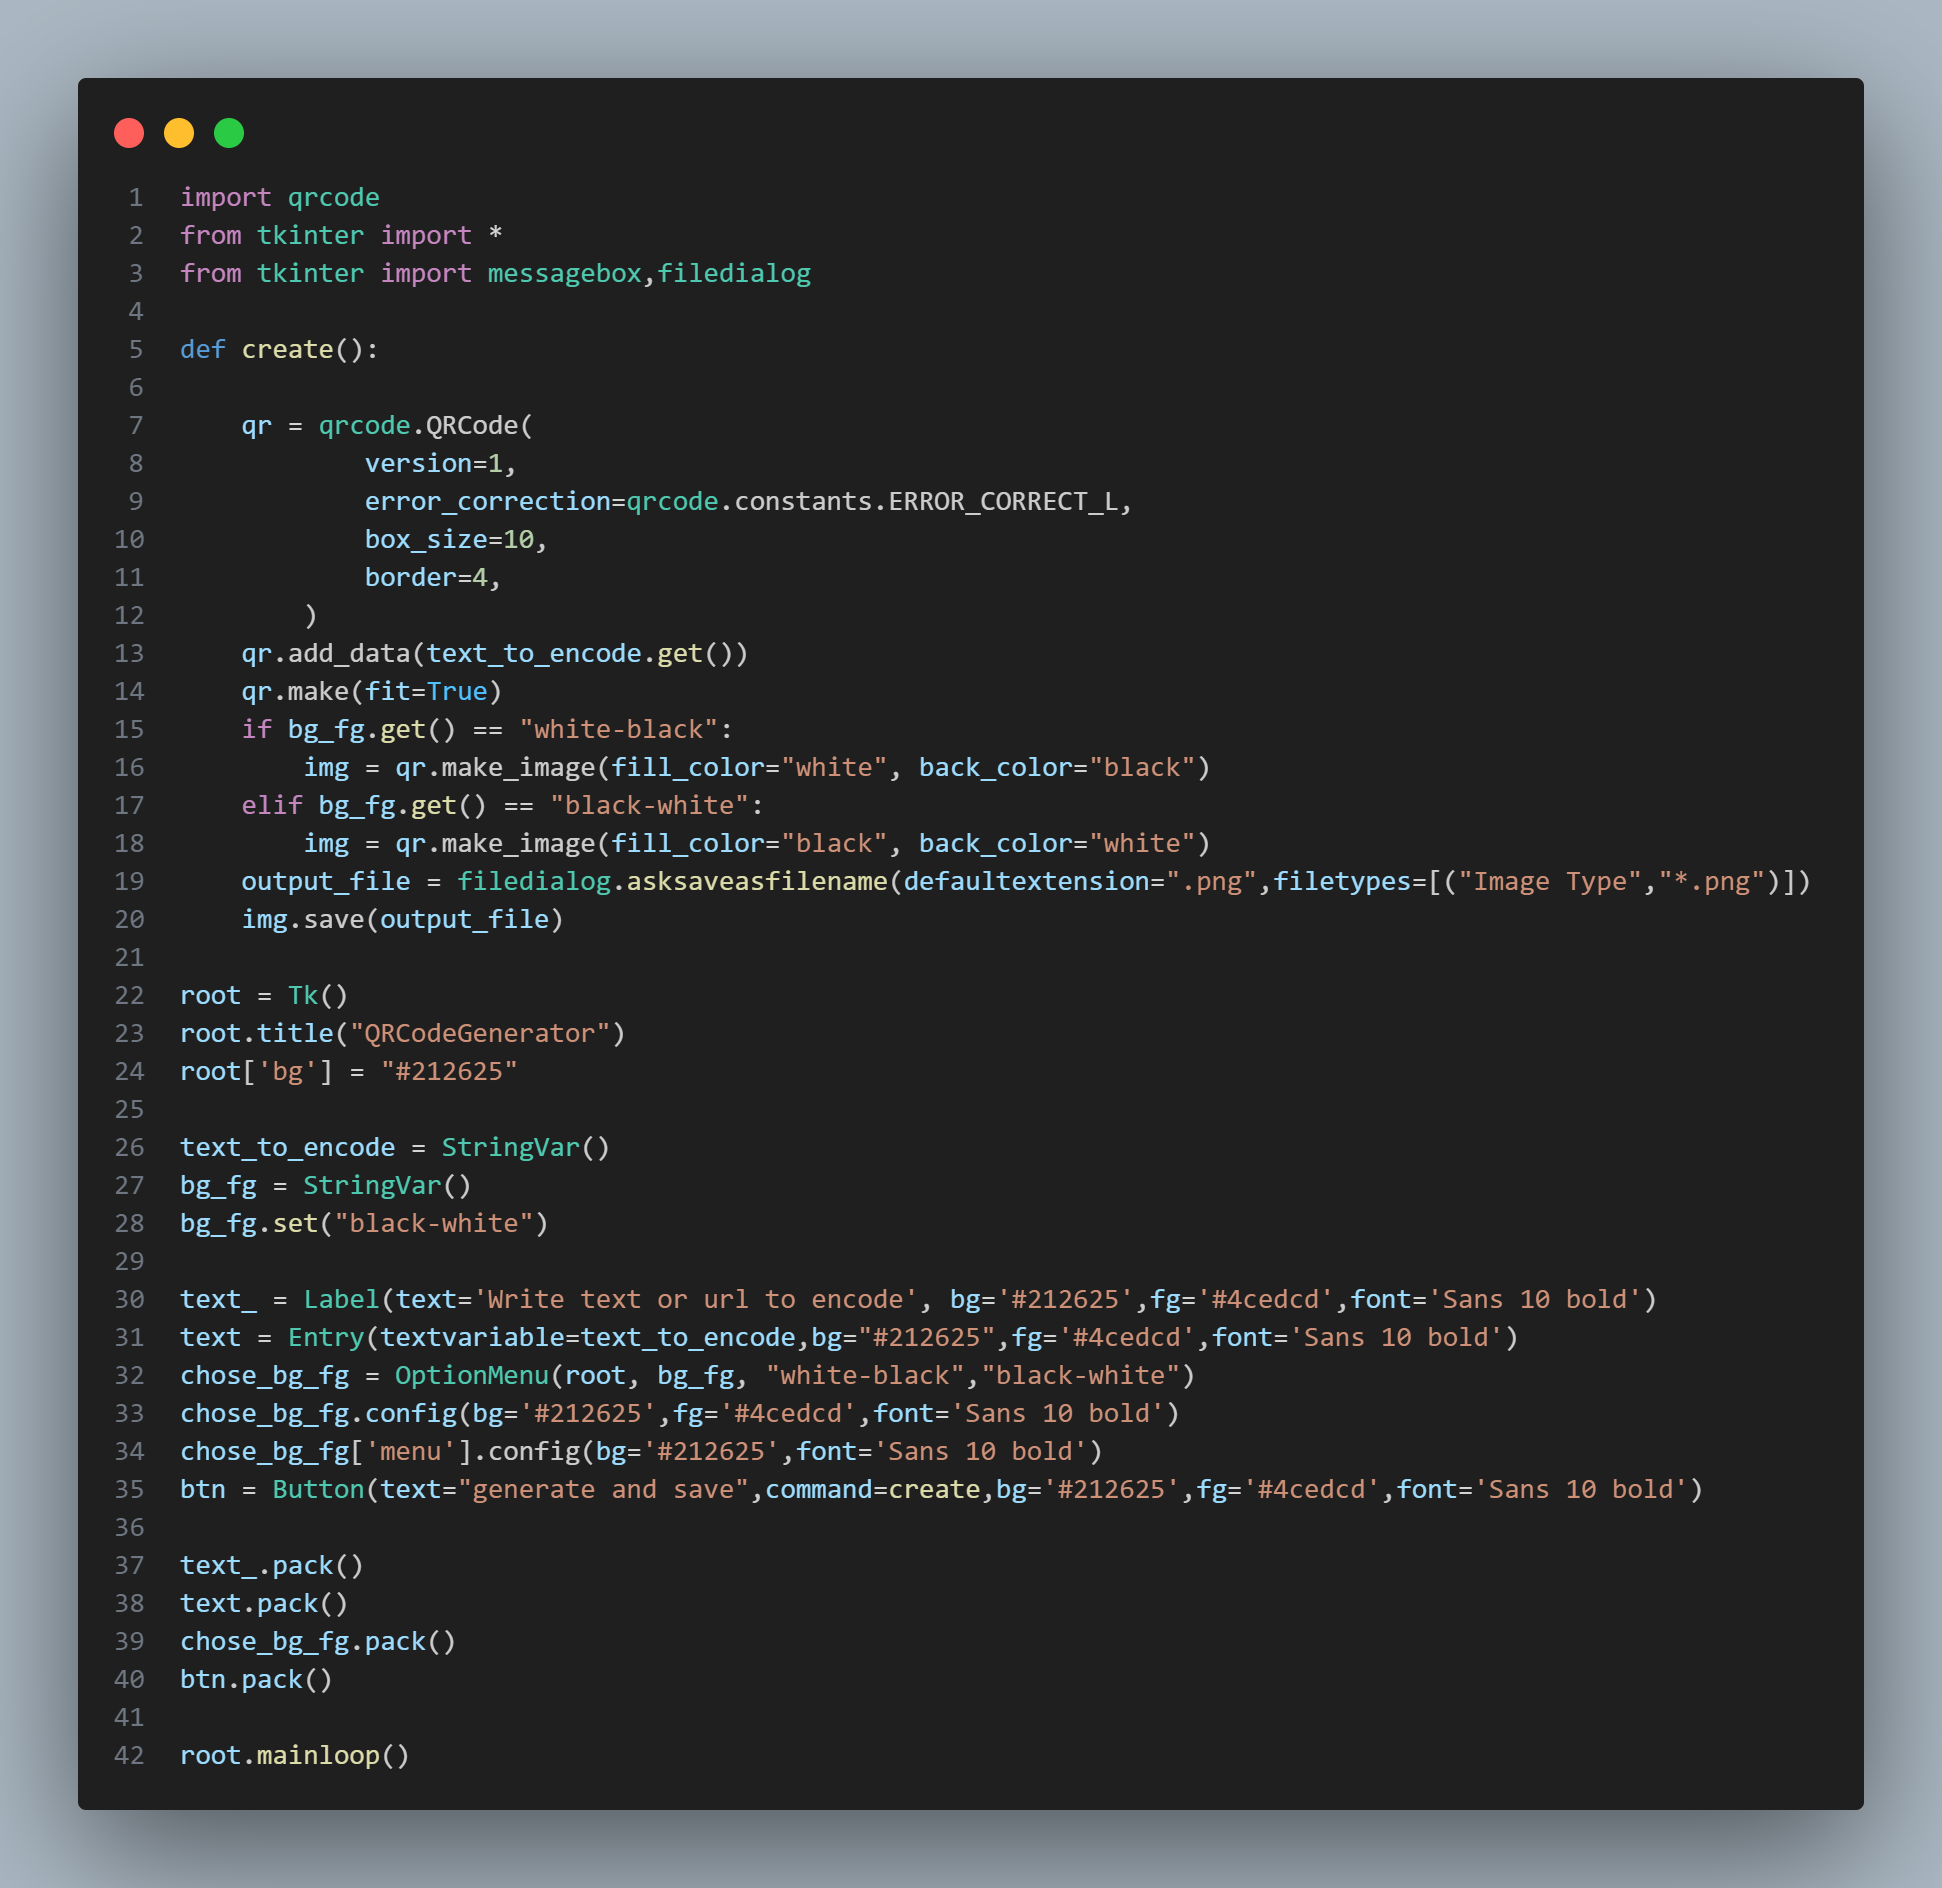 1 import qrcode
2 from tkinter import *
3 from tkinter import messagebox,filedialog
4
5 def create():
6
7     qr = qrcode.QRCode(
8             version=1,
9             error_correction=qrcode.constants.ERROR_CORRECT_L,
10             box_size=10,
11             border=4,
12         )
13     qr.add_data(text_to_encode.get())
14     qr.make(fit=True)
15     if bg_fg.get() == "white-black":
16         img = qr.make_image(fill_color="white", back_color="black")
17     elif bg_fg.get() == "black-white":
18         img = qr.make_image(fill_color="black", back_color="white")
19     output_file = filedialog.asksaveasfilename(defaultextension=".png",filetypes=[("Image Type","*.png")])
20     img.save(output_file)
21
22 root = Tk()
23 root.title("QRCodeGenerator")
24 root['bg'] = "#212625"
25
26 text_to_encode = StringVar()
27 bg_fg = StringVar()
28 bg_fg.set("black-white")
29
30 text_ = Label(text='Write text or url to encode', bg='#212625',fg='#4cedcd',font='Sans 10 bold')
31 text = Entry(textvariable=text_to_encode,bg="#212625",fg='#4cedcd',font='Sans 10 bold')
32 chose_bg_fg = OptionMenu(root, bg_fg, "white-black","black-white")
33 chose_bg_fg.config(bg='#212625',fg='#4cedcd',font='Sans 10 bold')
34 chose_bg_fg['menu'].config(bg='#212625',font='Sans 10 bold')
35 btn = Button(text="generate and save",command=create,bg='#212625',fg='#4cedcd',font='Sans 10 bold')
36
37 text_.pack()
38 text.pack()
39 chose_bg_fg.pack()
40 btn.pack()
41
42 root.mainloop()